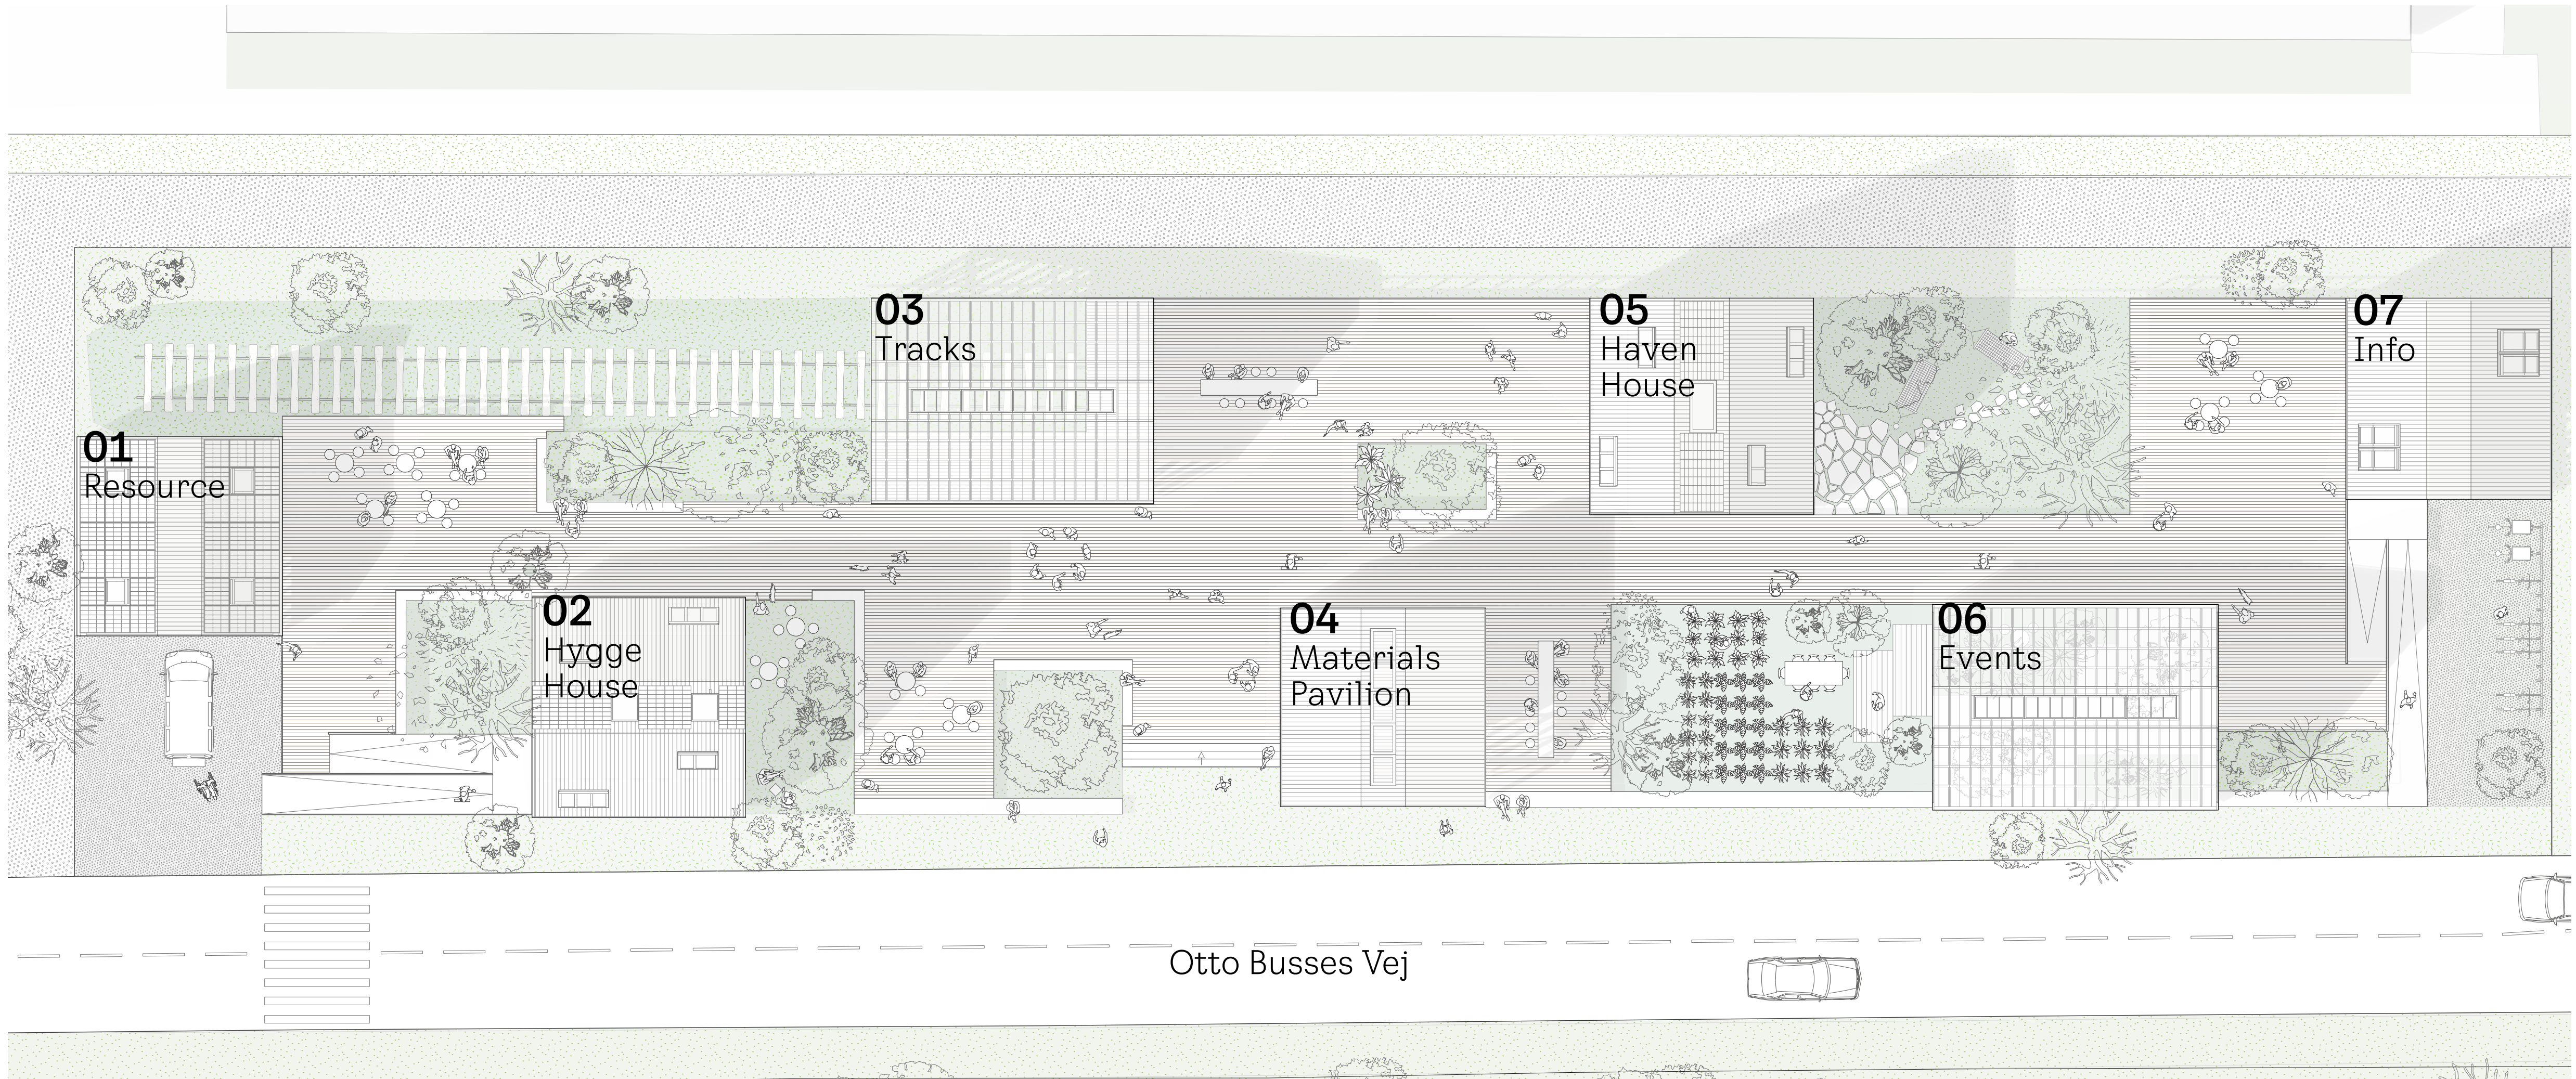 01
Resource
02
Hygge
House
03
Tracks
04
Materials
Pavilion
05
Haven
House
06
Events
07
Info
Otto Busses Vej